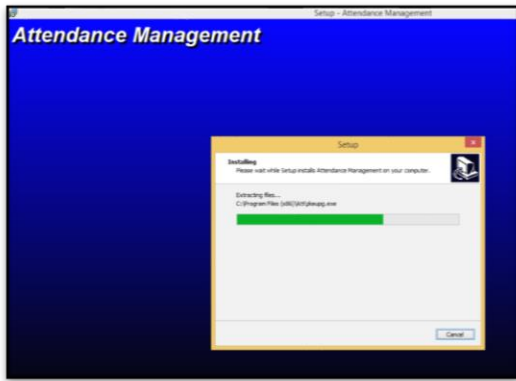 Setup - Attendance Management
Attendance Management
Setup
Installing
Please wait while Setup installs Attendance Management on your computer.
Extracting files...
Cancel